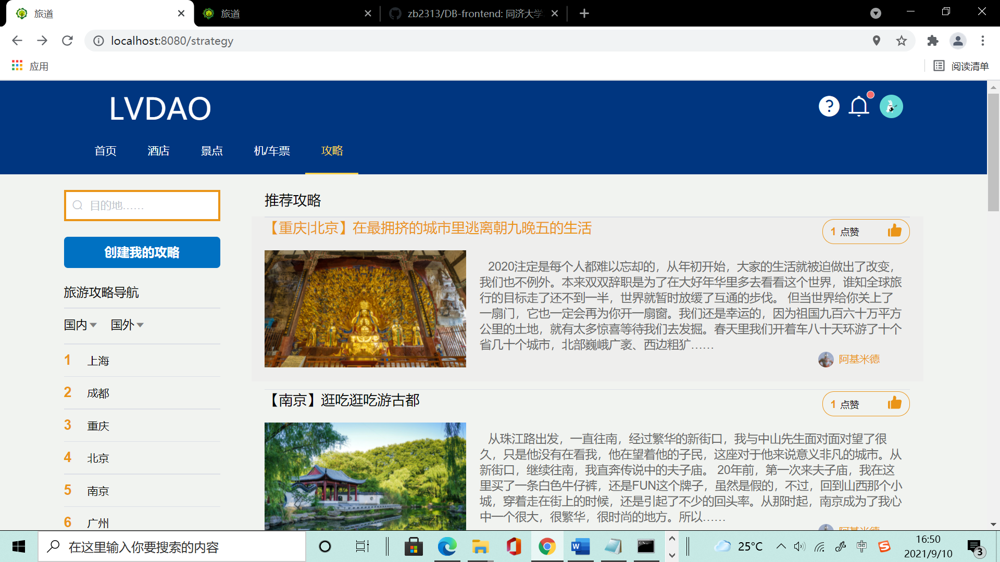 旅道
旅道
zb2313/DB-frontend: 同济大学
localhost:8080/strategy
应用
阅读清单
LVDAO
首页
酒店
景点
机/车票
攻略
目的地……
创建我的攻略
旅游攻略导航
国内 国外
1 上海
2 成都
3 重庆
4 北京
5 南京
6 广州
推荐攻略
【重庆|北京】在最拥挤的城市里逃离朝九晚五的生活
1 点赞
2020注定是每个人都难以忘却的，从年初开始，大家的生活就被迫做出了改变，
我们也不例外。本来双双辞职是为了在大好年华里多去看看这个世界，谁知全球旅
行的目标走了还不到一半，世界就暂时放缓了互通的步伐。 但当世界给你关上了
一扇门，它也一定会再为你开一扇窗。我们还是幸运的，因为祖国九百六十万平方
公里的土地，就有太多惊喜等待我们去发掘。春天里我们开着车八十天环游了十个
省几十个城市，北部巍峨广袤、西边粗犷……
阿基米德
【南京】逛吃逛吃游古都
1 点赞
从珠江路出发，一直往南，经过繁华的新街口，我与中山先生面对面对望了很
久，只是他没有在看我，他在望着他的子民，这座对于他来说意义非凡的城市。从
新街口，继续往南，我直奔传说中的夫子庙。 20年前，第一次来夫子庙，我在这
里买了一条白色牛仔裤，还是FUN这个牌子，虽然是假的，不过，回到山西那个小
城，穿着走在街上的时候，还是引起了不少的回头率。从那时起，南京成为了我心
中一个很大，很繁华，很时尚的地方。所以……
阿基米德
在这里输入你要搜索的内容
25°C
中
16:50
2021/9/10
3